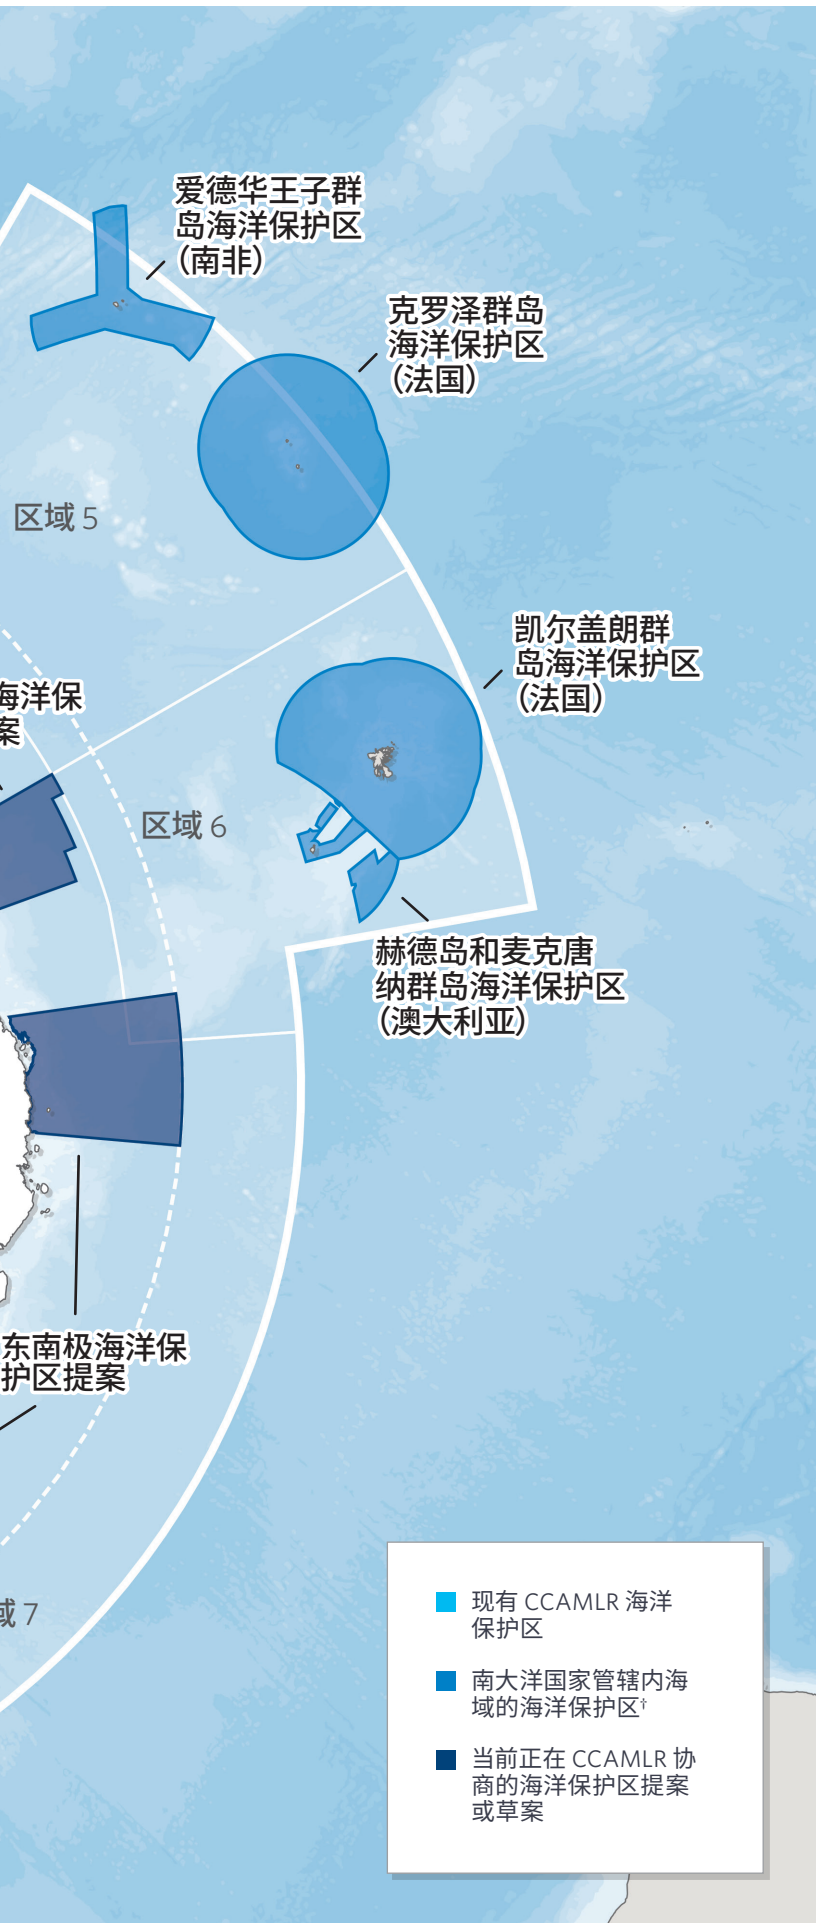 爱德华王子群
岛海洋保护区
（南非）
克罗泽群岛
海洋保护区
（法国）
区域 5
凯尔盖朗群
岛海洋保护区
（法国）
海洋保
案
区域 6
赫德岛和麦克唐
纳群岛海洋保护区
（澳大利亚）
东南极海洋保
护区提案
域 7
现有 CCAMLR 海洋
保护区
南大洋国家管辖内海
域的海洋保护区†
当前正在 CCAMLR 协
商的海洋保护区提案
或草案